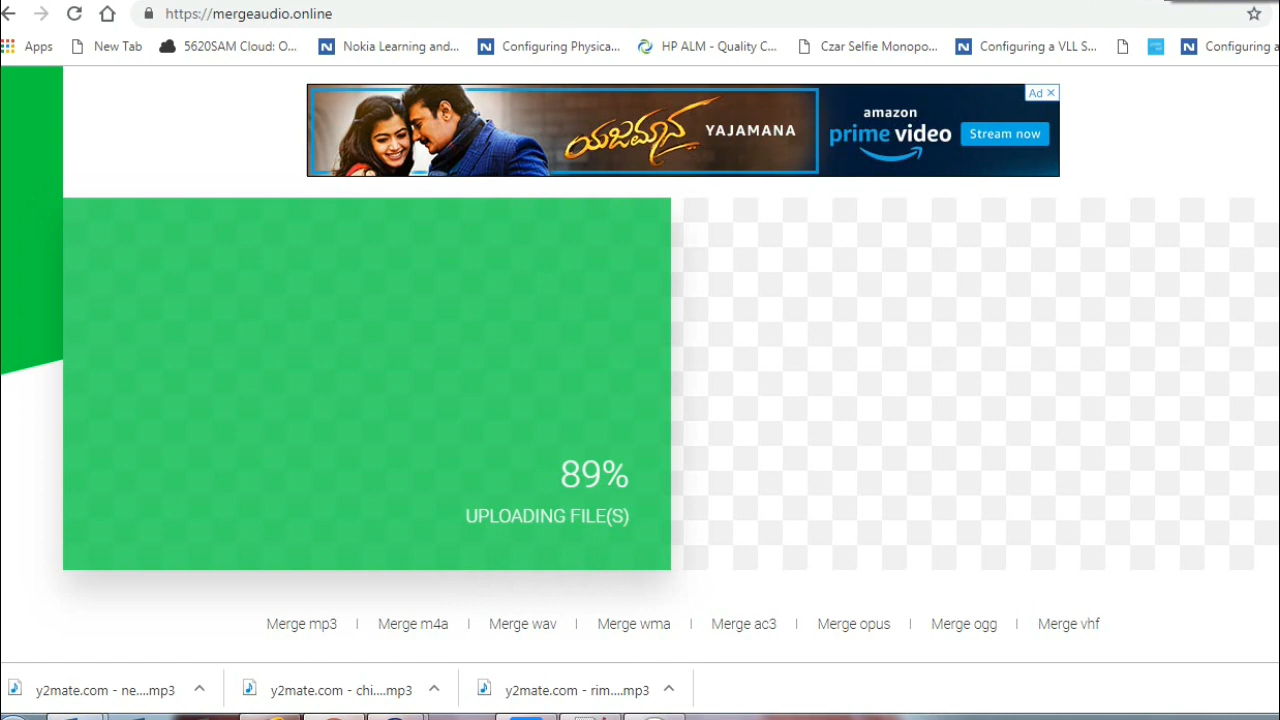 https://mergeaudio.online
Apps New Tab 5620SAM Cloud: O... Nokia Learning and... Configuring Physica... HP ALM - Quality C... Czar Selfie Monopo... Configuring a VLL S... Configuring a
Ad
ಯಜಮಾನ YAJAMANA
amazon
prime video
Stream now
89%
UPLOADING FILE(S)
Merge mp3 | Merge m4a | Merge wav | Merge wma | Merge ac3 | Merge opus | Merge ogg | Merge vhf
y2mate.com - ne....mp3 y2mate.com - chi....mp3 y2mate.com - rim....mp3